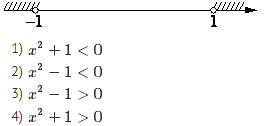 −1 1
1) x² + 1 < 0
2) x² − 1 < 0
3) x² − 1 > 0
4) x² + 1 > 0